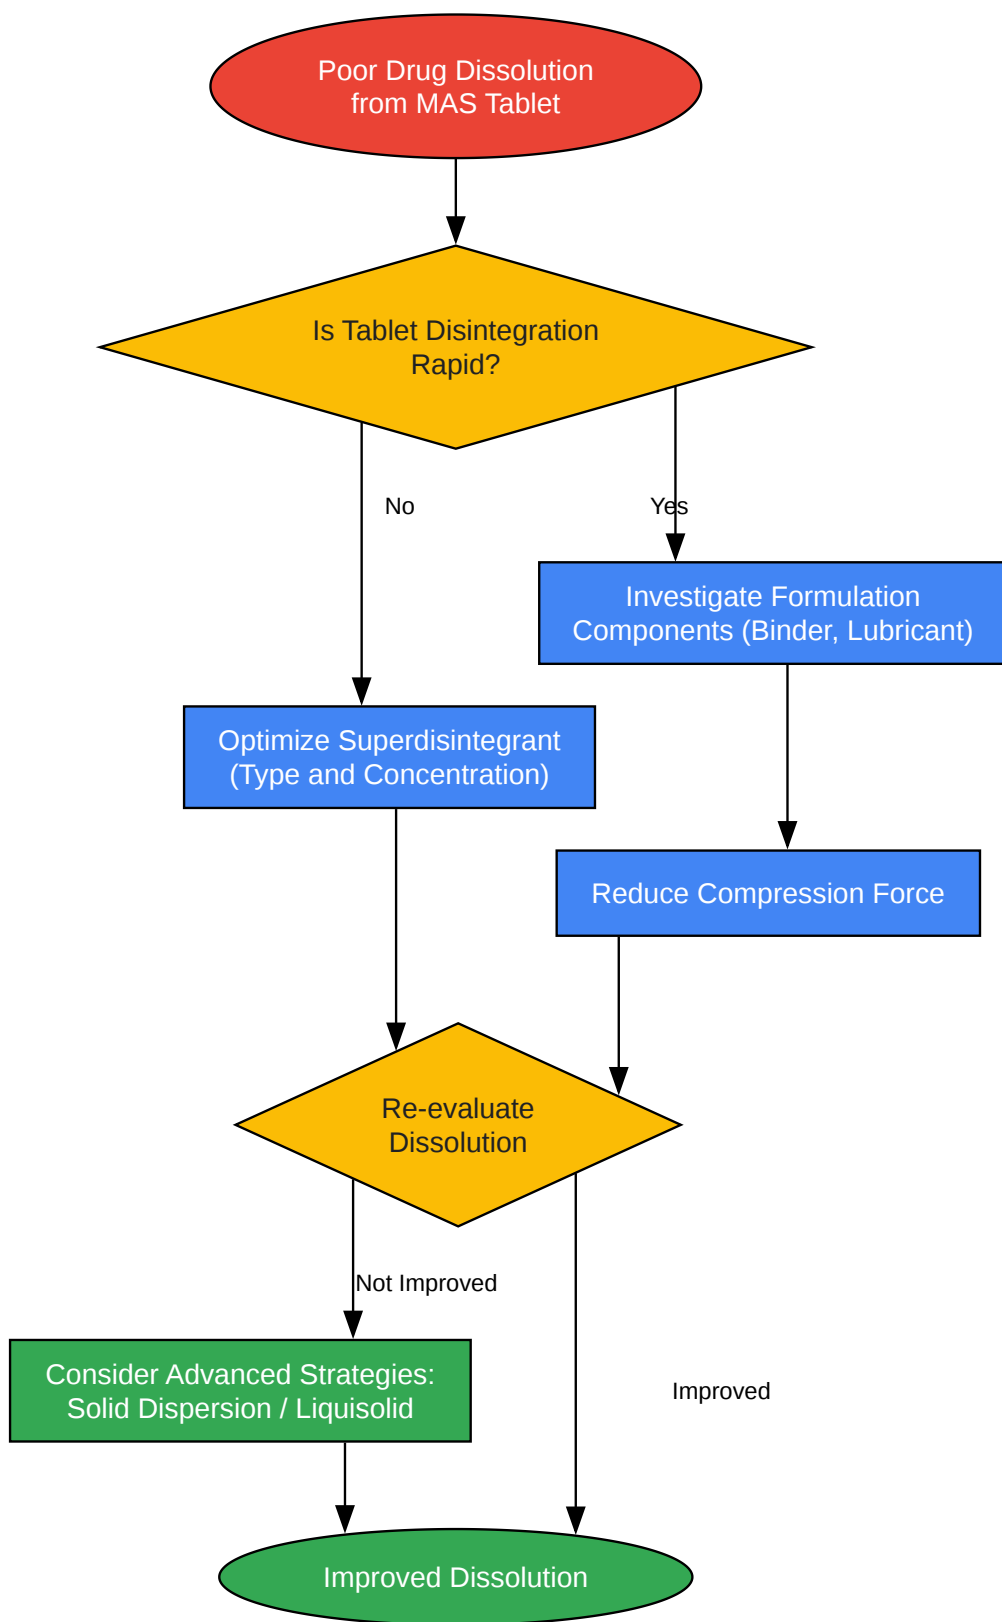 Poor Drug Dissolution
from MAS Tablet
Is Tablet Disintegration
Rapid?
No
Yes
Investigate Formulation
Components (Binder, Lubricant)
Optimize Superdisintegrant
(Type and Concentration)
Reduce Compression Force
Re-evaluate
Dissolution
Not Improved
Consider Advanced Strategies:
Solid Dispersion / Liquisolid
Improved
Improved Dissolution